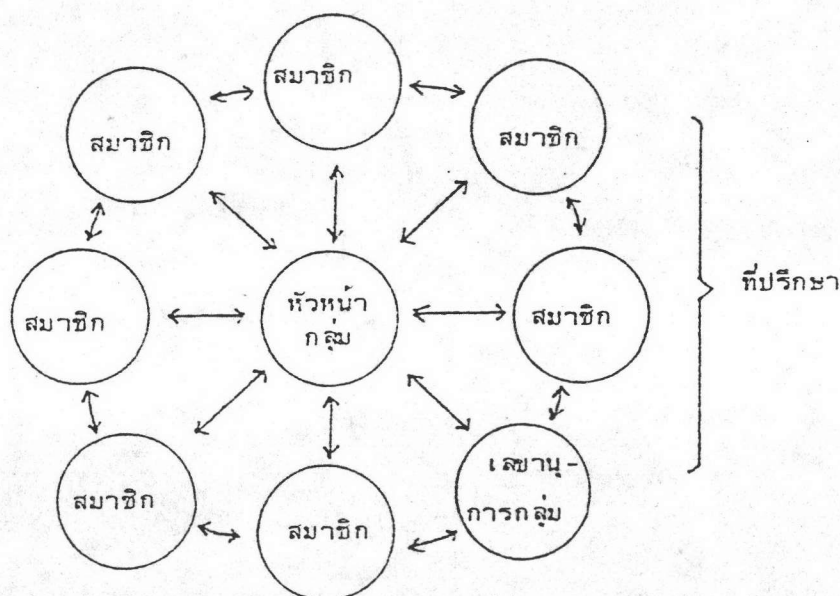 สมาชิก
สมาชิก
สมาชิก
สมาชิก
หัวหน้า
กลุ่ม
สมาชิก
ที่ปรึกษา
สมาชิก
สมาชิก
เลขานุ-
การกลุ่ม